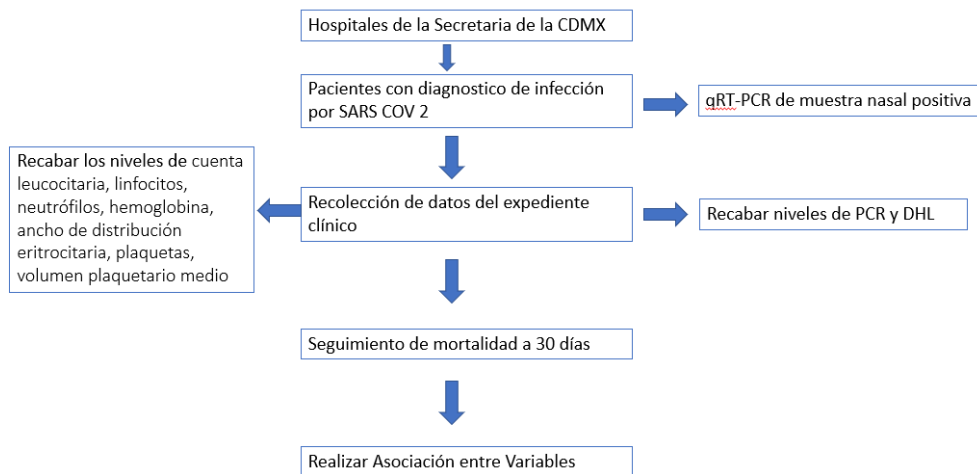 Hospitales de la Secretaria de la CDMX
Pacientes con diagnostico de infección
por SARS COV 2
qRT-PCR de muestra nasal positiva
Recabar los niveles de cuenta
leucocitaria, linfocitos,
neutrófilos, hemoglobina,
ancho de distribución
eritrocitaria, plaquetas,
volumen plaquetario medio
Recolección de datos del expediente
clínico
Recabar niveles de PCR y DHL
Seguimiento de mortalidad a 30 días
Realizar Asociación entre Variables